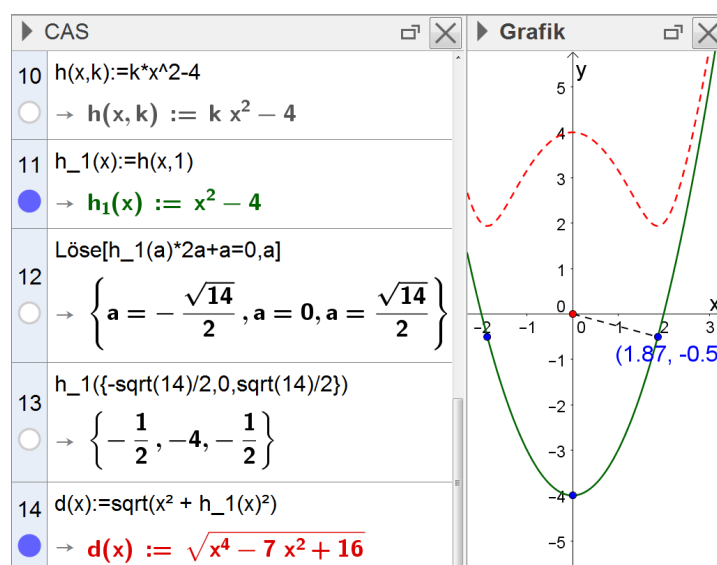 CAS
10 h(x,k):=k*x^2-4
→ h(x,k) := k x² − 4
11 h_1(x):=h(x,1)
→ h₁(x) := x² − 4
12 Löse[h_1(a)*2a+a=0,a]
→ {a = − √14/2 , a = 0, a = √14/2}
13 h_1({-sqrt(14)/2,0,sqrt(14)/2})
→ {− 1/2 , −4, − 1/2}
14 d(x):=sqrt(x² + h_1(x)²)
→ d(x) := √(x⁴ − 7 x² + 16)
Grafik
y
5
4
3
2
1
0
−2 −1 0 1 2 3 x
(1.87, -0.5
−1
−2
−3
−4
−5